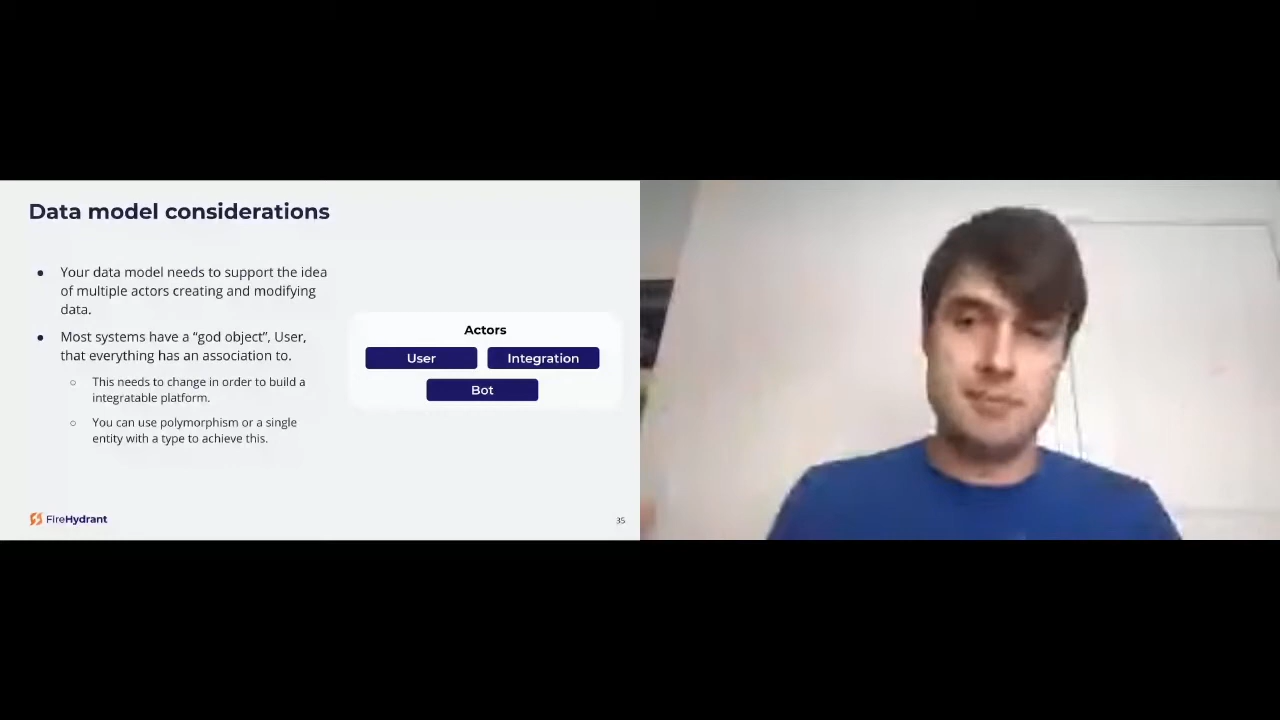 Data model considerations
● Your data model needs to support the idea
of multiple actors creating and modifying
data.
● Most systems have a “god object”, User,
that everything has an association to.
○ This needs to change in order to build a
integratable platform.
○ You can use polymorphism or a single
entity with a type to achieve this.
Actors
User Integration
Bot
FireHydrant
35